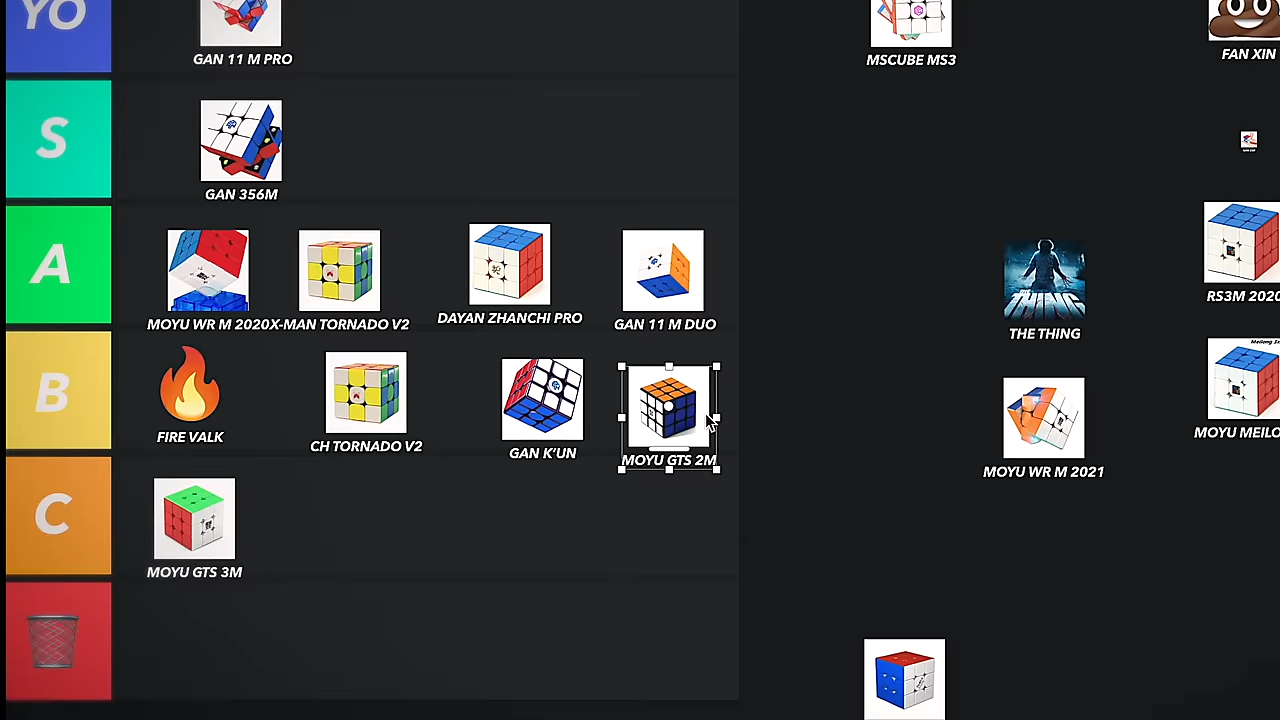 YO
GAN 11 M PRO
MSCUBE MS3
FAN XIN
S
GAN 356M
A
MOYU WR M 2020
X-MAN TORNADO V2
DAYAN ZHANCHI PRO
GAN 11 M DUO
THE THING
RS3M 2020
B
FIRE VALK
CH TORNADO V2
GAN K'UN
MOYU GTS 2M
MOYU WR M 2021
MOYU MEILO
C
MOYU GTS 3M